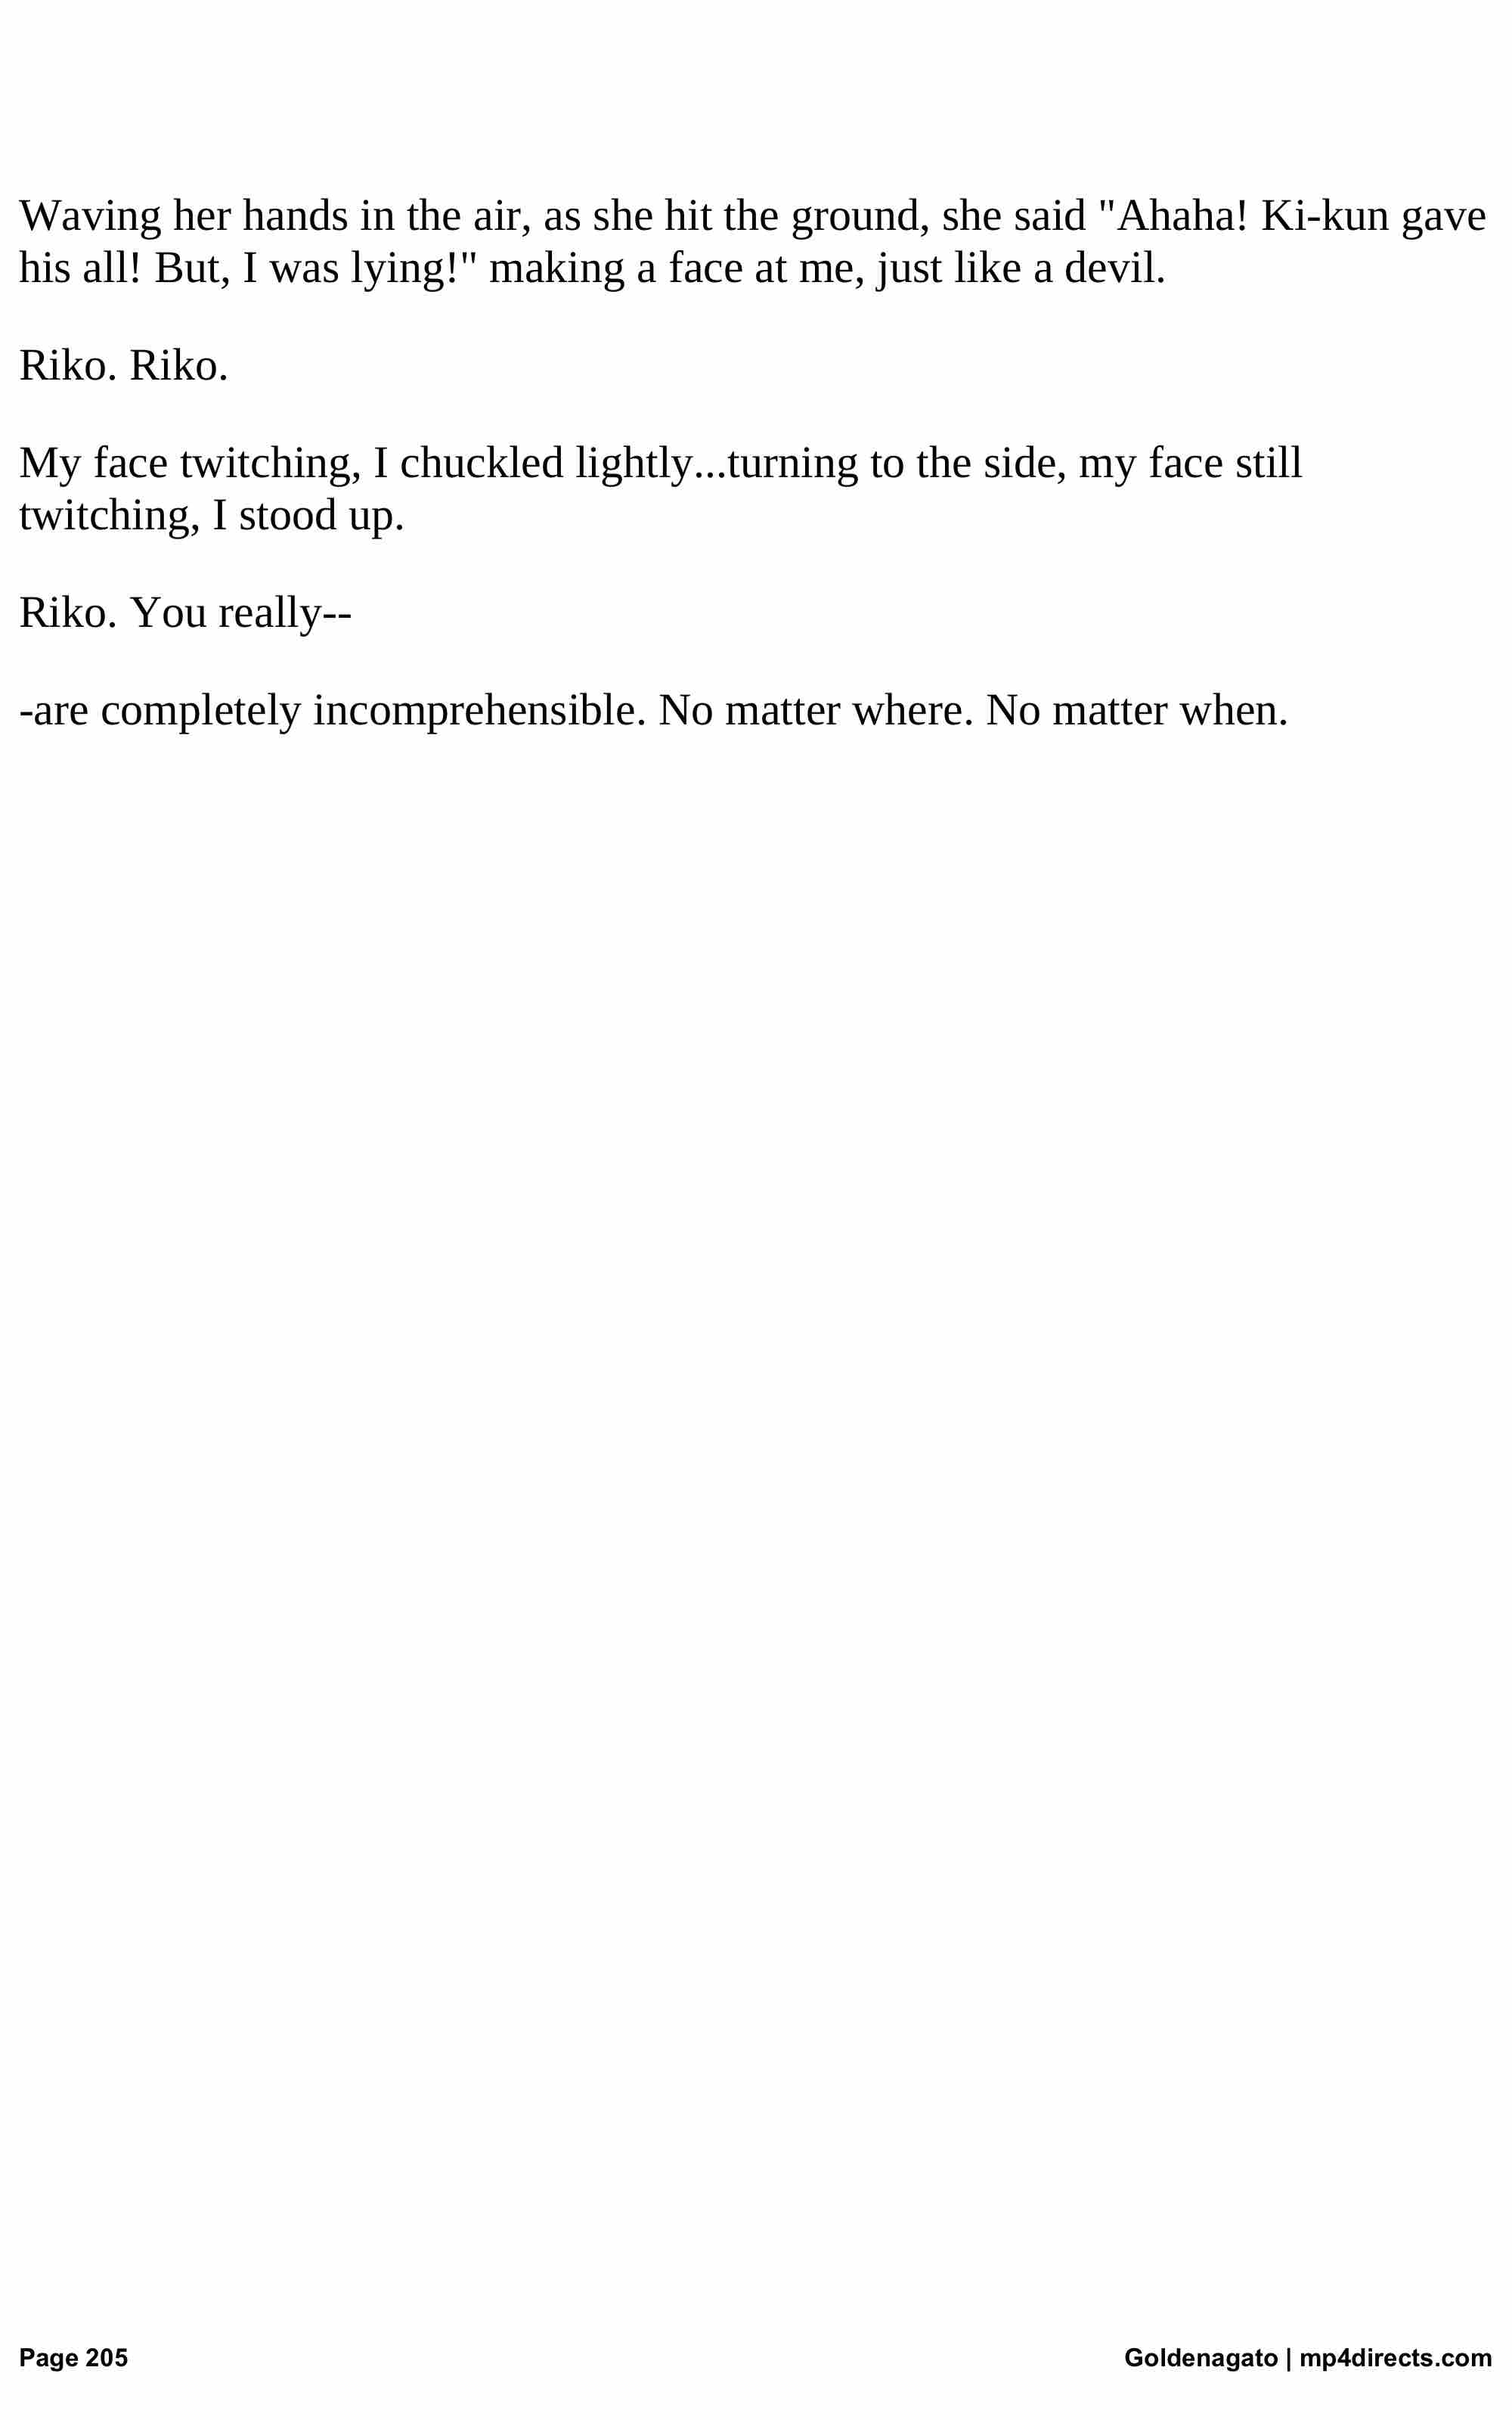 Waving her hands in the air, as she hit the ground, she said "Ahaha! Ki-kun gave
his all! But, I was lying!" making a face at me, just like a devil.
Riko. Riko.
My face twitching, I chuckled lightly...turning to the side, my face still
twitching, I stood up.
Riko. You really--
-are completely incomprehensible. No matter where. No matter when.
Page 205
Goldenagato | mp4directs.com